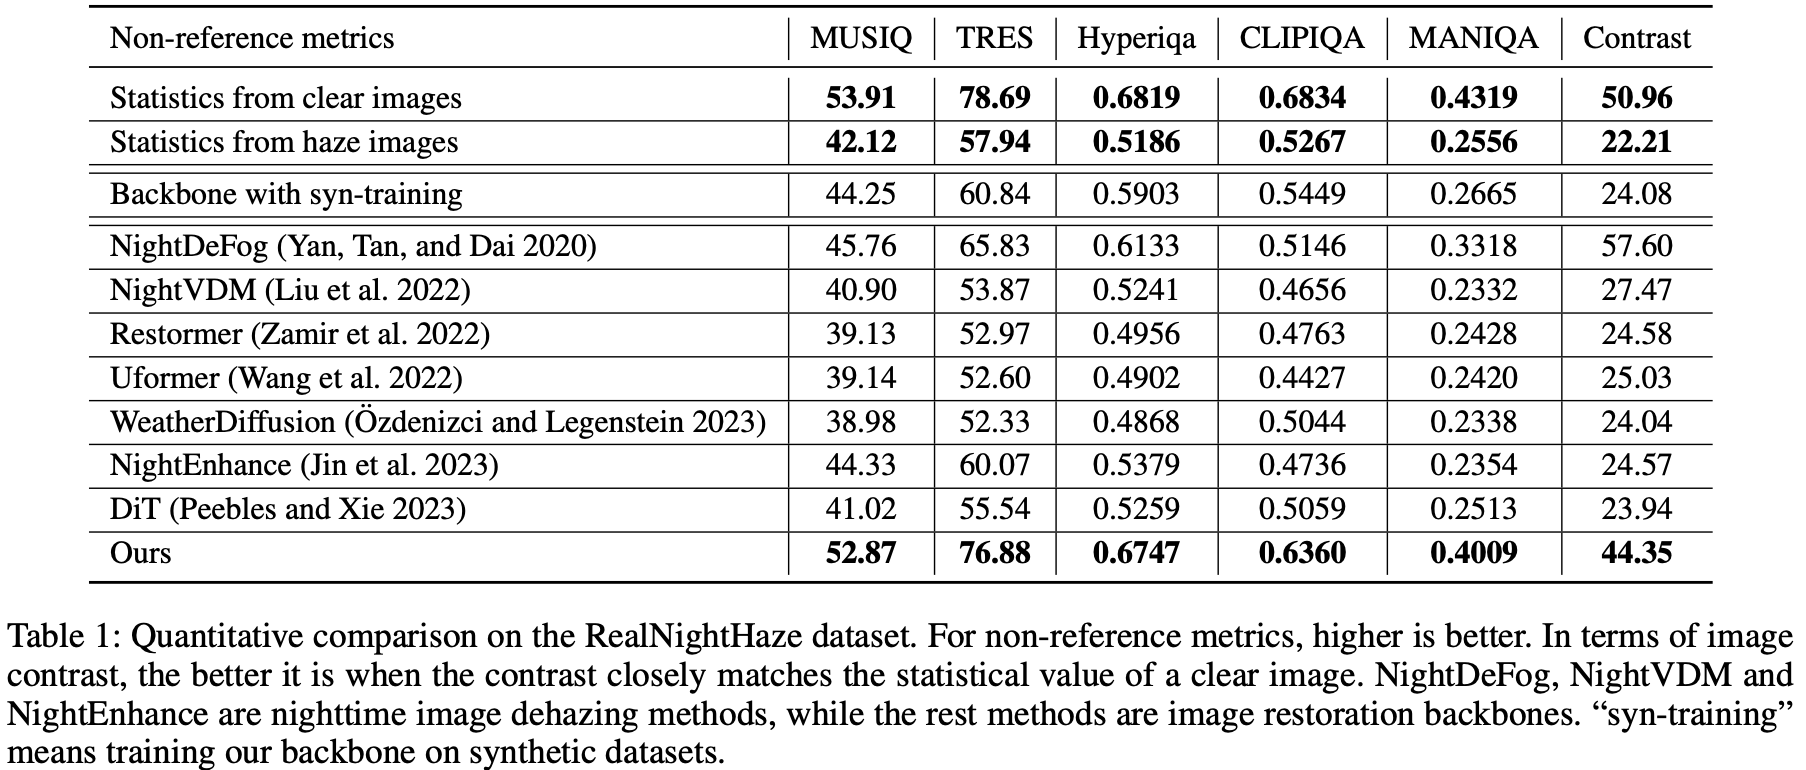 Non-reference metrics MUSIQ TRES Hyperiqa CLIPIQA MANIQA Contrast
Statistics from clear images 53.91 78.69 0.6819 0.6834 0.4319 50.96
Statistics from haze images 42.12 57.94 0.5186 0.5267 0.2556 22.21
Backbone with syn-training 44.25 60.84 0.5903 0.5449 0.2665 24.08
NightDeFog (Yan, Tan, and Dai 2020) 45.76 65.83 0.6133 0.5146 0.3318 57.60
NightVDM (Liu et al. 2022) 40.90 53.87 0.5241 0.4656 0.2332 27.47
Restormer (Zamir et al. 2022) 39.13 52.97 0.4956 0.4763 0.2428 24.58
Uformer (Wang et al. 2022) 39.14 52.60 0.4902 0.4427 0.2420 25.03
WeatherDiffusion (Özdenizci and Legenstein 2023) 38.98 52.33 0.4868 0.5044 0.2338 24.04
NightEnhance (Jin et al. 2023) 44.33 60.07 0.5379 0.4736 0.2354 24.57
DiT (Peebles and Xie 2023) 41.02 55.54 0.5259 0.5059 0.2513 23.94
Ours 52.87 76.88 0.6747 0.6360 0.4009 44.35
Table 1: Quantitative comparison on the RealNightHaze dataset. For non-reference metrics, higher is better. In terms of image
contrast, the better it is when the contrast closely matches the statistical value of a clear image. NightDeFog, NightVDM and
NightEnhance are nighttime image dehazing methods, while the rest methods are image restoration backbones. “syn-training”
means training our backbone on synthetic datasets.